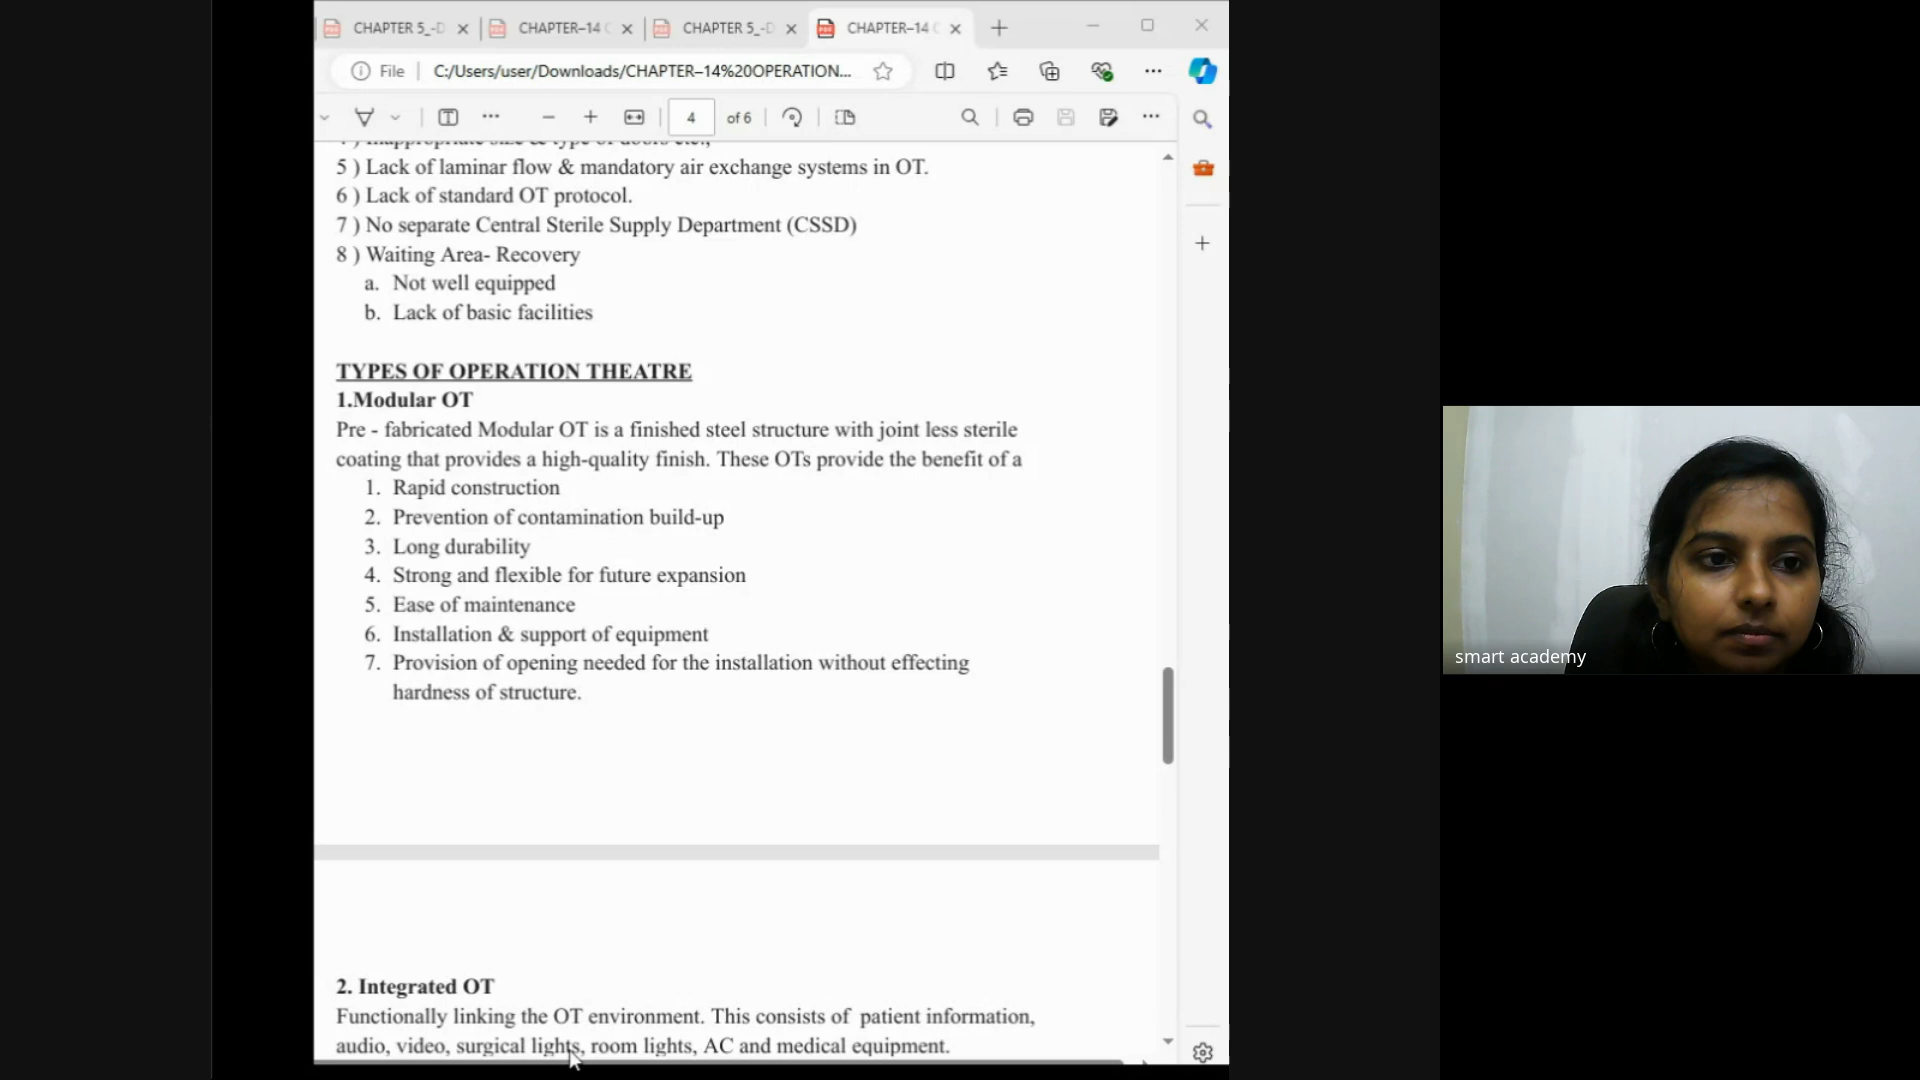 CHAPTER 5_-D
CHAPTER–14 C
CHAPTER 5_-D
CHAPTER–14 C
File
C:/Users/user/Downloads/CHAPTER–14%20OPERATION...
4 of 6
4 ) Inappropriate size & type of doors etc.,
5 ) Lack of laminar flow & mandatory air exchange systems in OT.
6 ) Lack of standard OT protocol.
7 ) No separate Central Sterile Supply Department (CSSD)
8 ) Waiting Area- Recovery
a. Not well equipped
b. Lack of basic facilities
TYPES OF OPERATION THEATRE
1.Modular OT
Pre - fabricated Modular OT is a finished steel structure with joint less sterile
coating that provides a high-quality finish. These OTs provide the benefit of a
1. Rapid construction
2. Prevention of contamination build-up
3. Long durability
4. Strong and flexible for future expansion
5. Ease of maintenance
6. Installation & support of equipment
7. Provision of opening needed for the installation without effecting
hardness of structure.
2. Integrated OT
Functionally linking the OT environment. This consists of patient information,
audio, video, surgical lights, room lights, AC and medical equipment.
smart academy